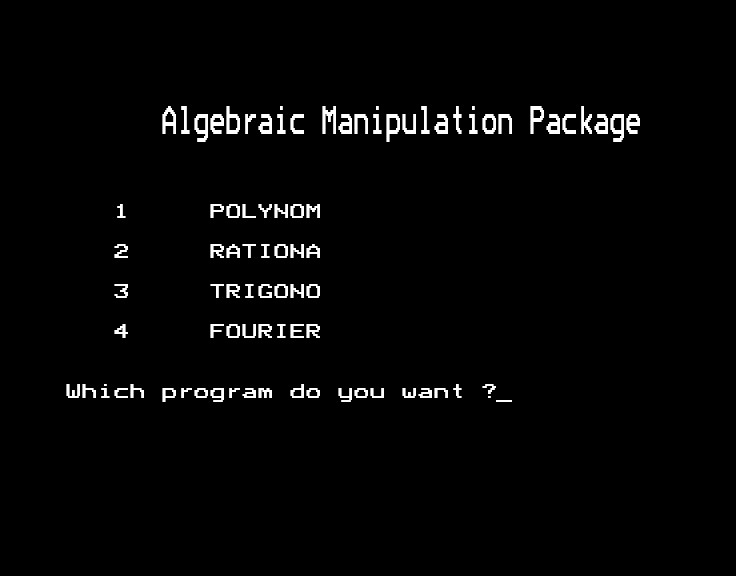 Algebraic Manipulation Package
1 POLYNOM
2 RATIONA
3 TRIGONO
4 FOURIER
Which program do you want ?_